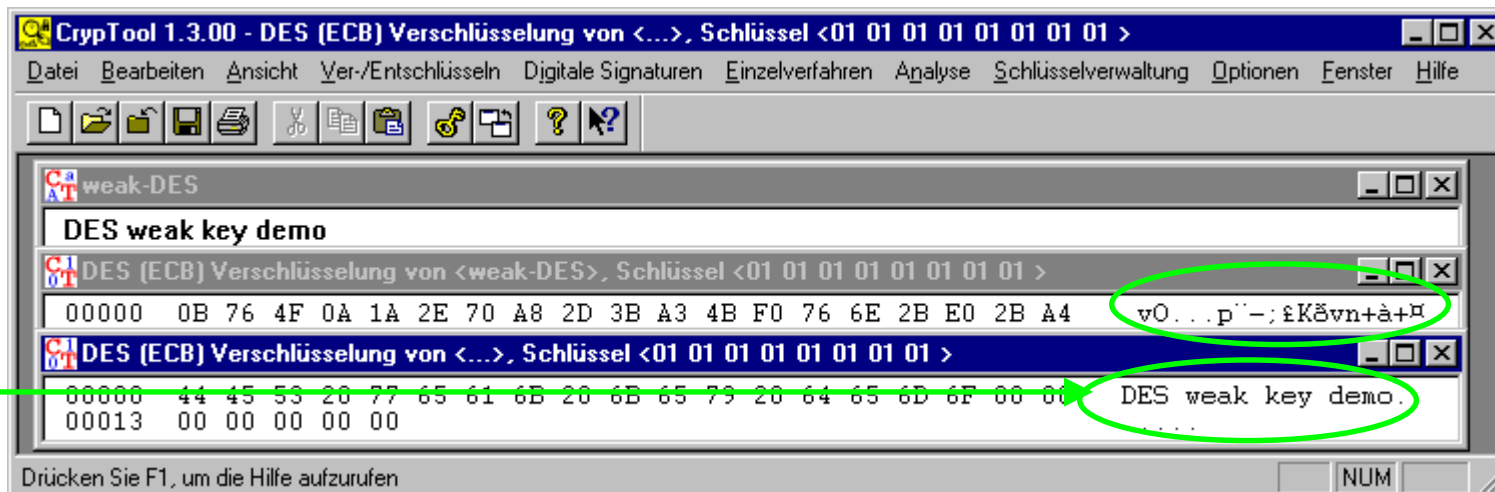 CrypTool 1.3.00 - DES (ECB) Verschlüsselung von <...>, Schlüssel <01 01 01 01 01 01 01 01 >
Datei Bearbeiten Ansicht Ver-/Entschlüsseln Digitale Signaturen Einzelverfahren Analyse Schlüsselverwaltung Optionen Fenster Hilfe
weak-DES
DES weak key demo
DES (ECB) Verschlüsselung von <weak-DES>, Schlüssel <01 01 01 01 01 01 01 01 >
00000 0B 76 4F 0A 1A 2E 70 A8 2D 3B A3 4B F0 76 6E 2B E0 2B A4 vO...p¨-;£Kðvn+à+¤
DES (ECB) Verschlüsselung von <...>, Schlüssel <01 01 01 01 01 01 01 01 >
00000 44 45 53 20 77 65 61 6B 20 6B 65 79 20 64 65 6D 6F 00 00 DES weak key demo.
00013 00 00 00 00 00 ....
Drücken Sie F1, um die Hilfe aufzurufen NUM